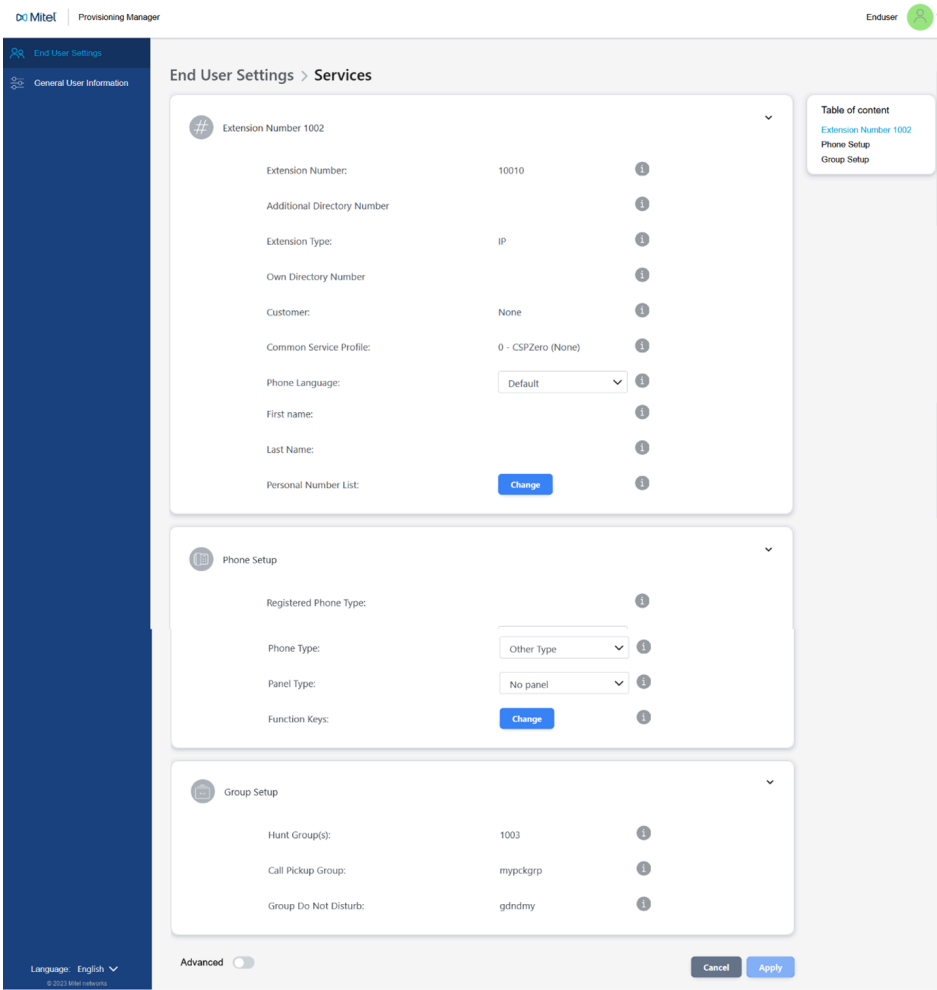 Mitel | Provisioning Manager
Enduser
End User Settings
General User Information
End User Settings > Services
Table of content
Extension Number 1002
Phone Setup
Group Setup
Extension Number 1002
Extension Number: 10010
Additional Directory Number
Extension Type: IP
Own Directory Number
Customer: None
Common Service Profile: 0 - CSPZero (None)
Phone Language: Default
First name:
Last Name:
Personal Number List: Change
Phone Setup
Registered Phone Type:
Phone Type: Other Type
Panel Type: No panel
Function Keys: Change
Group Setup
Hunt Group(s): 1003
Call Pickup Group: mypckgrp
Group Do Not Disturb: gdndmy
Advanced
Cancel Apply
Language: English
© 2023 Mitel networks